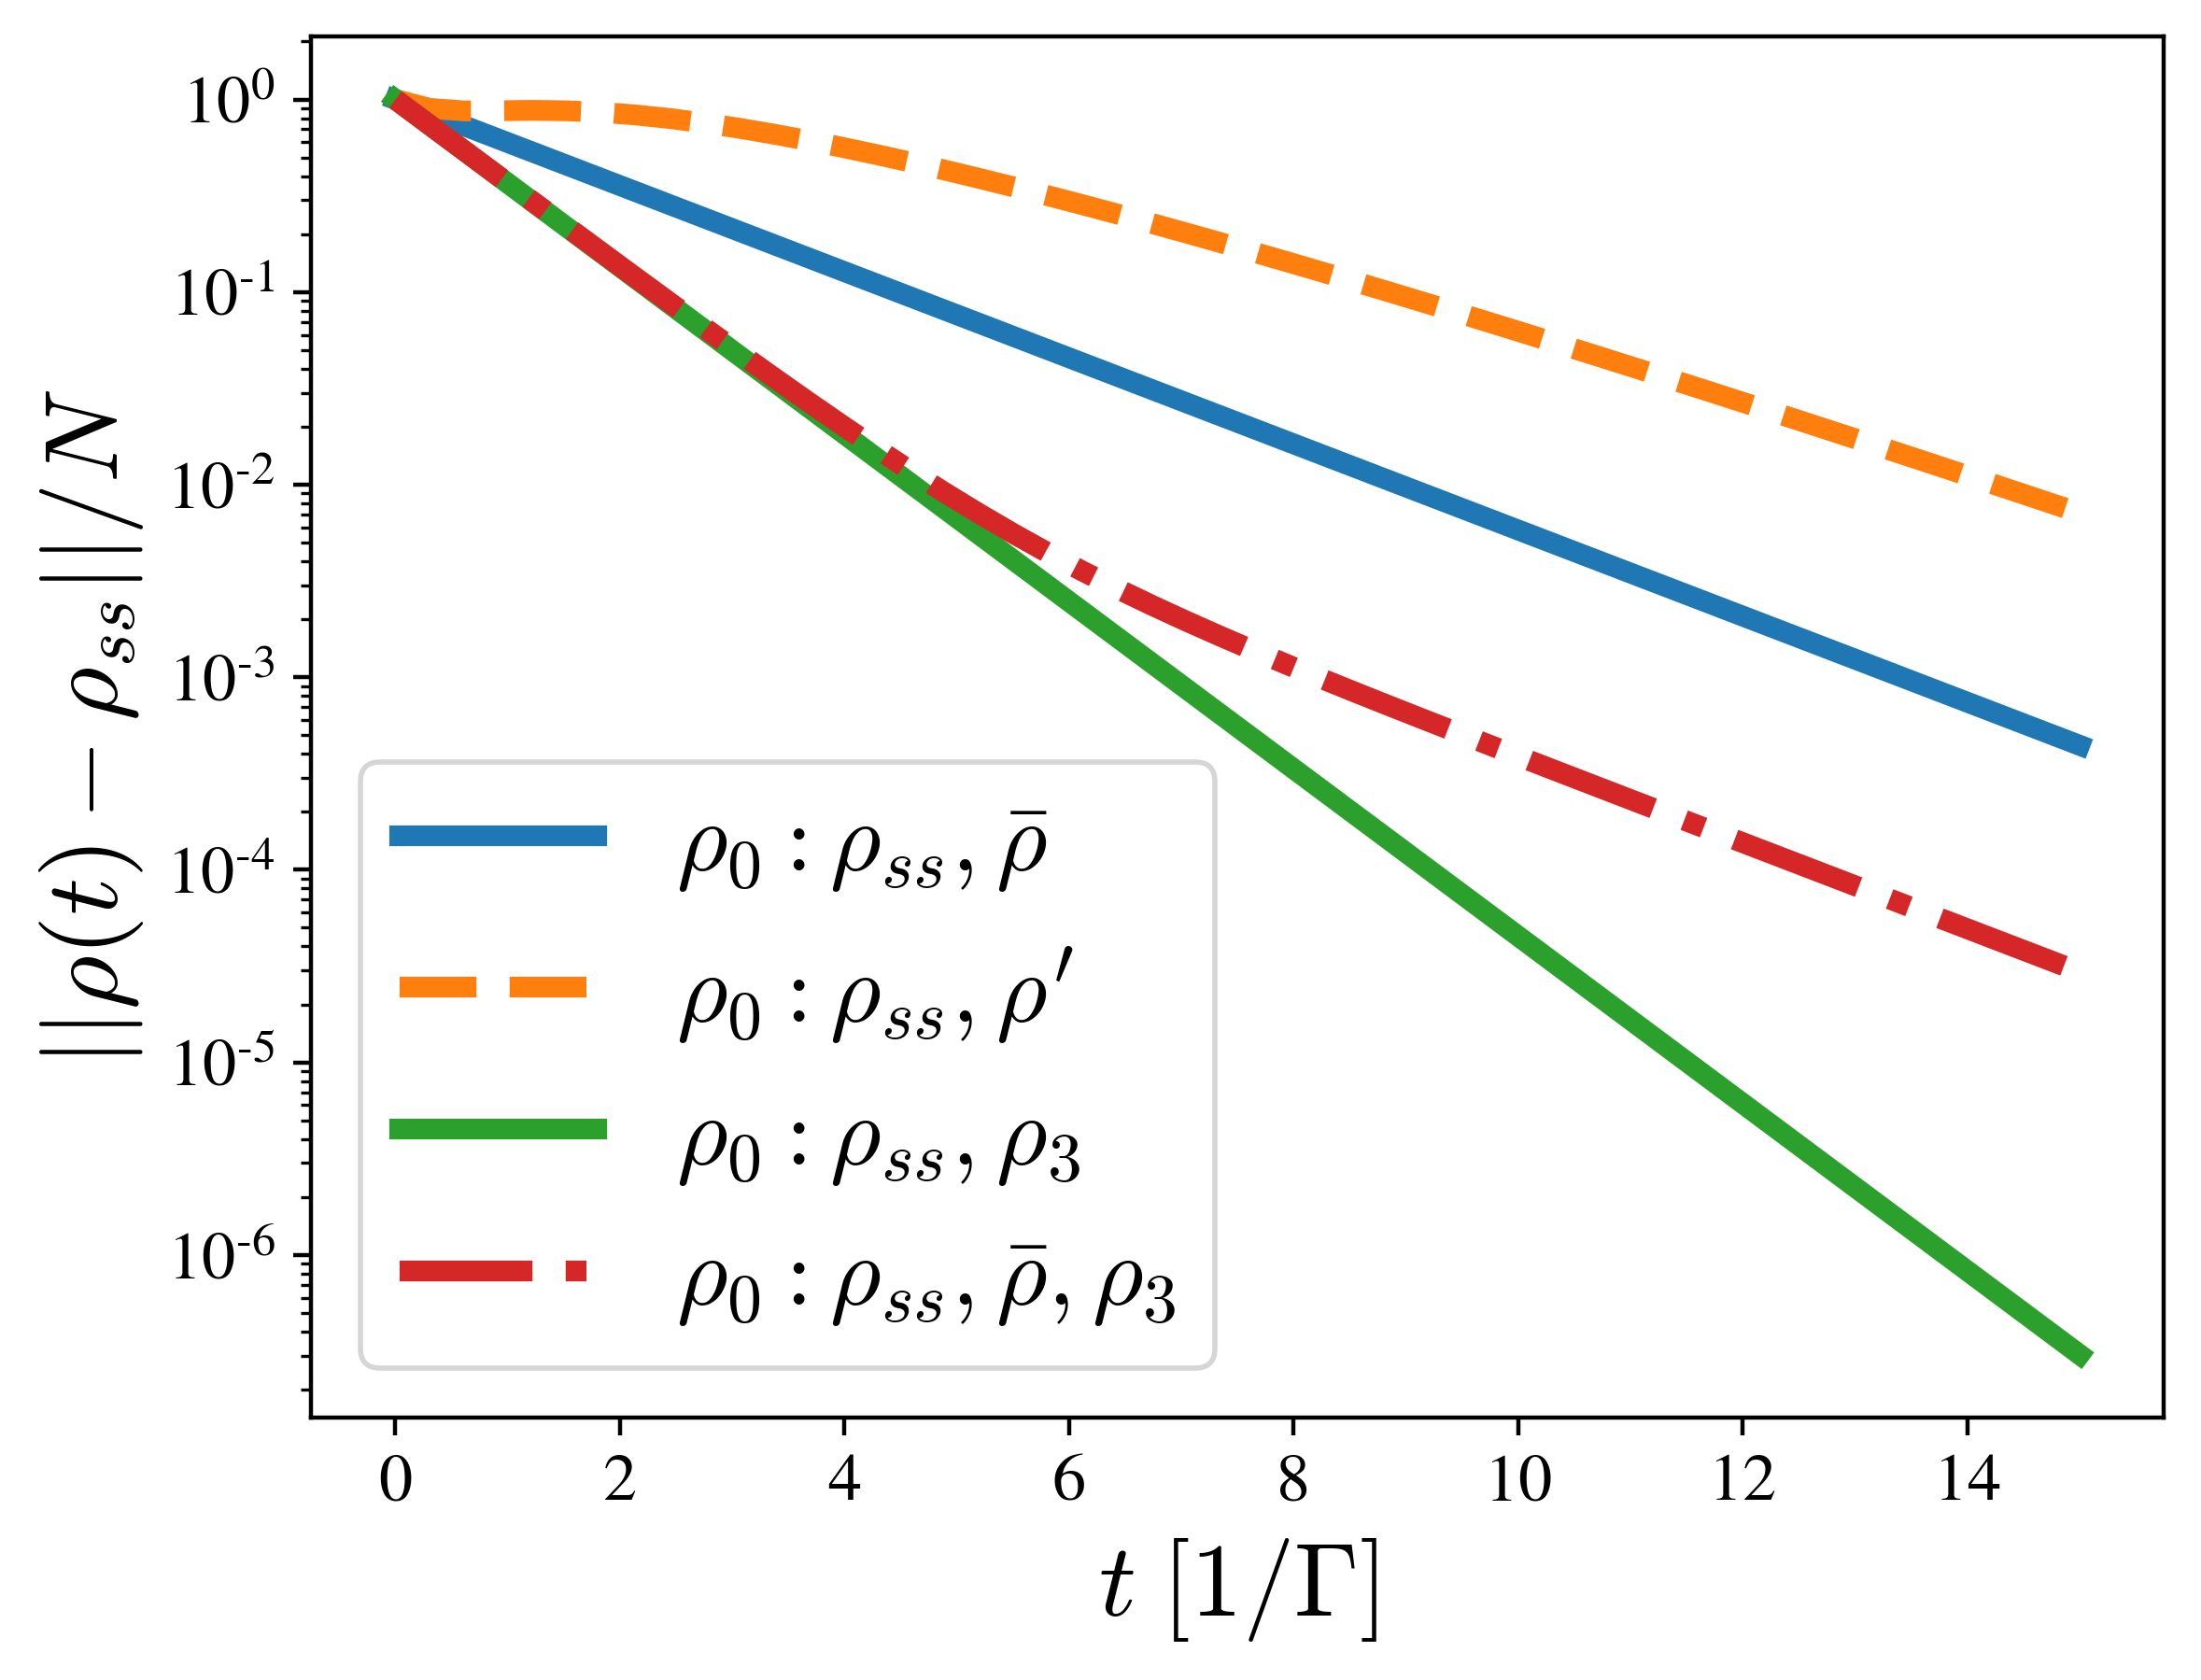 ||ρ(t) − ρ_ss||/N
10^0
10^-1
10^-2
10^-3
10^-4
10^-5
10^-6
ρ_0 : ρ_ss, ρ̄
ρ_0 : ρ_ss, ρ′
ρ_0 : ρ_ss, ρ_3
ρ_0 : ρ_ss, ρ̄, ρ_3
0 2 4 6 8 10 12 14
t [1/Γ]